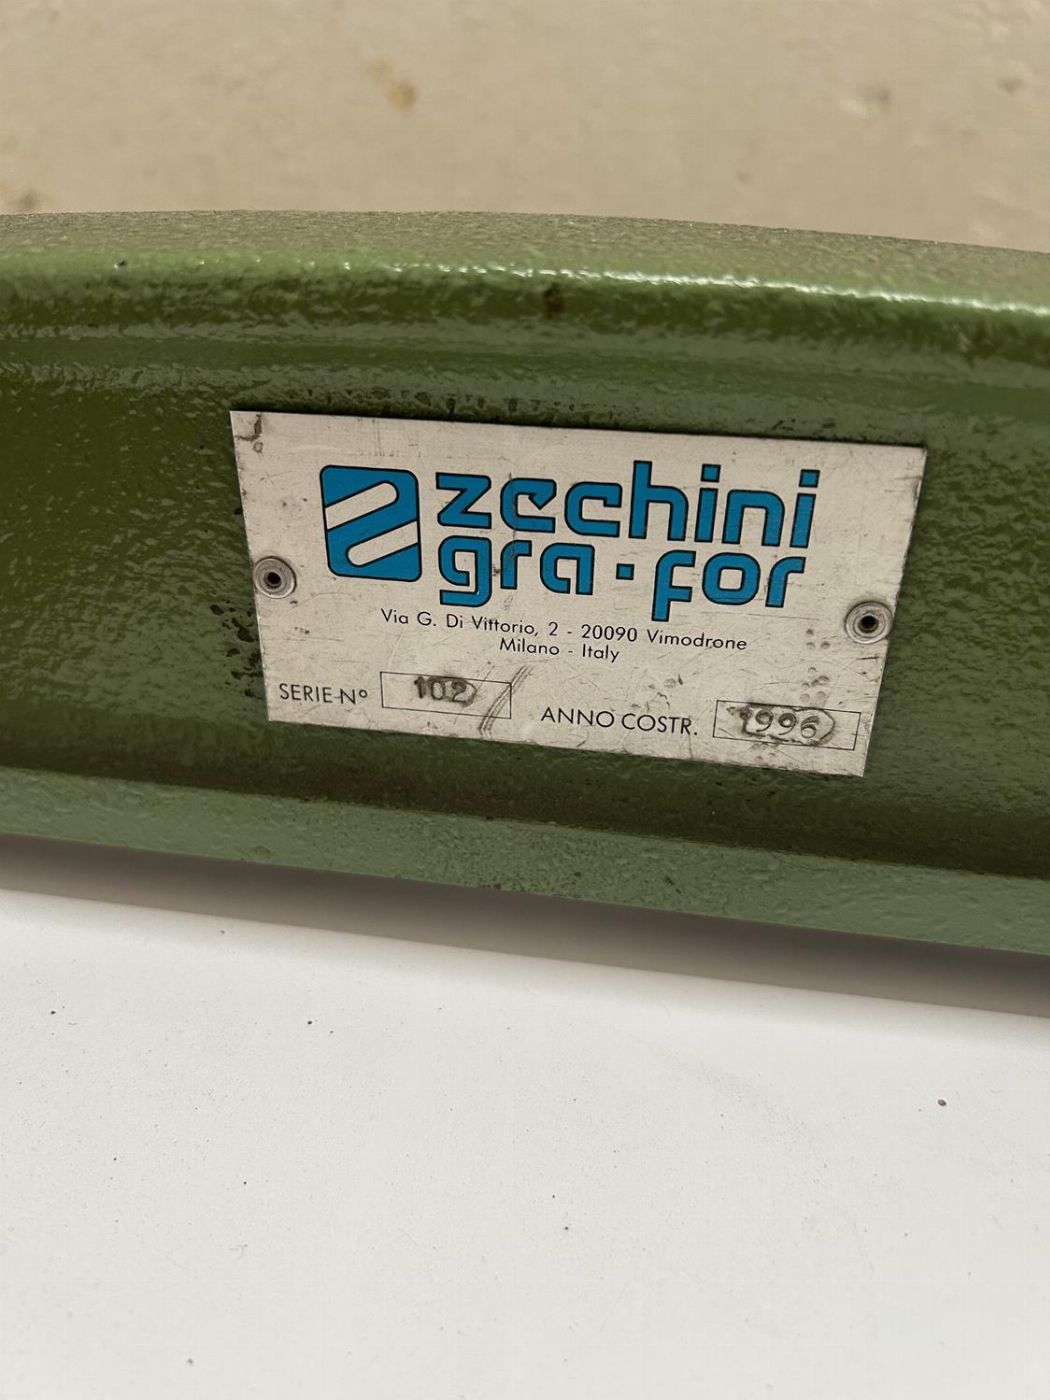 zechini
gra·for
Via G. Di Vittorio, 2 - 20090 Vimodrone
Milano - Italy
SERIE N° 102 ANNO COSTR. 1996